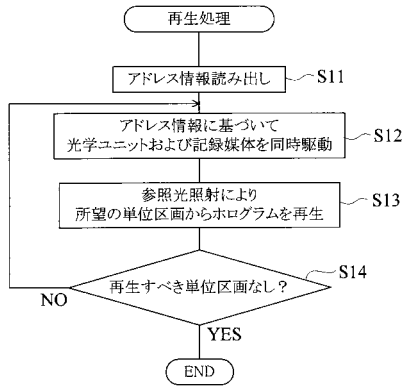 再生処理
アドレス情報読み出し
S11
アドレス情報に基づいて
光学ユニットおよび記録媒体を同時駆動
S12
参照光照射により
所望の単位区画からホログラムを再生
S13
再生すべき単位区画なし？
S14
NO
YES
END